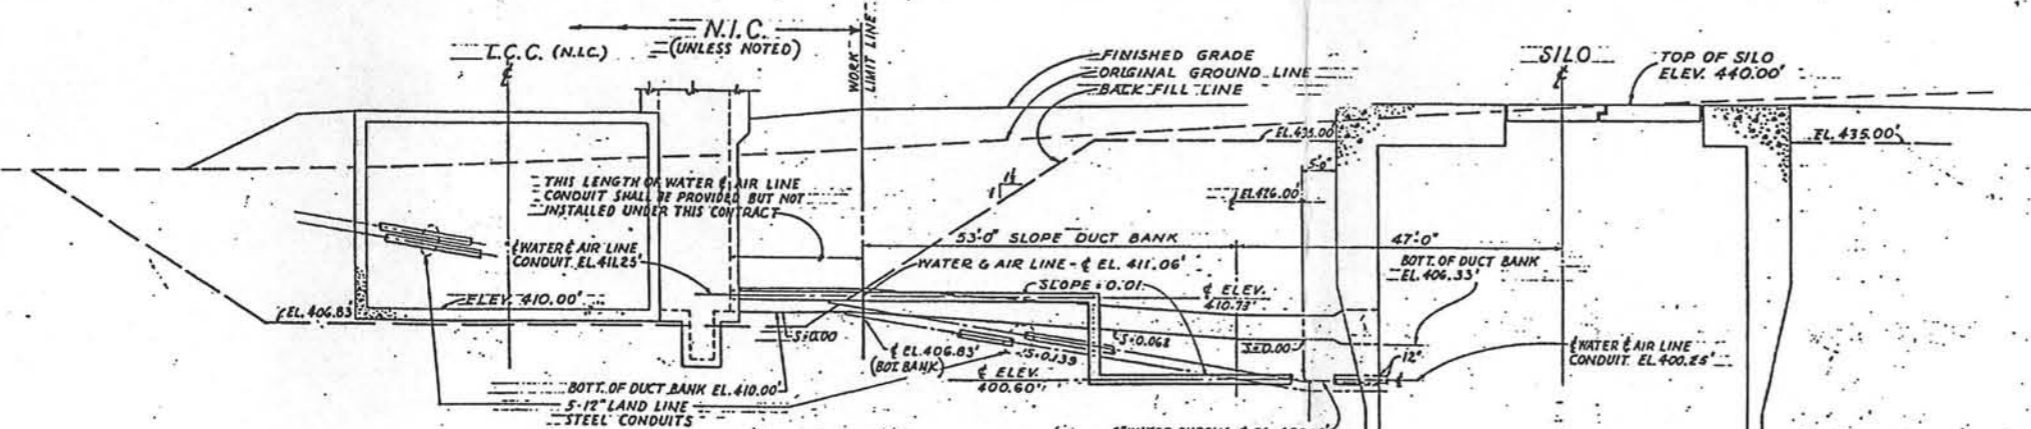 N.I.C.
(UNLESS NOTED)
L.C.C. (N.I.C.)
WORK
LIMIT LINE
FINISHED GRADE
ORIGINAL GROUND LINE
BACK FILL LINE
SILO
TOP OF SILO
ELEV. 440.00'
EL. 435.00
EL. 435.00'
5'-0"
1½
1
EL. 426.00'
THIS LENGTH OF WATER & AIR LINE
CONDUIT SHALL BE PROVIDED BUT NOT
INSTALLED UNDER THIS CONTRACT
53'-0" SLOPE DUCT BANK
47'-0"
℄ WATER & AIR LINE
CONDUIT. EL. 411.25'
WATER & AIR LINE - ℄ EL. 411.06'
BOTT. OF DUCT BANK
EL. 406.33'
SLOPE = 0.01
ELEV. 410.00'
℄ ELEV.
410.73'
EL. 406.83'
S=0.00
℄ EL. 406.83'
(BOT. BANK)
S=0.139
S=0.062
S=0.00
12"
℄ WATER & AIR LINE
CONDUIT. EL. 400.25'
℄ ELEV.
400.60'
BOTT. OF DUCT BANK EL. 410.00'
5-12" LAND LINE
STEEL CONDUITS